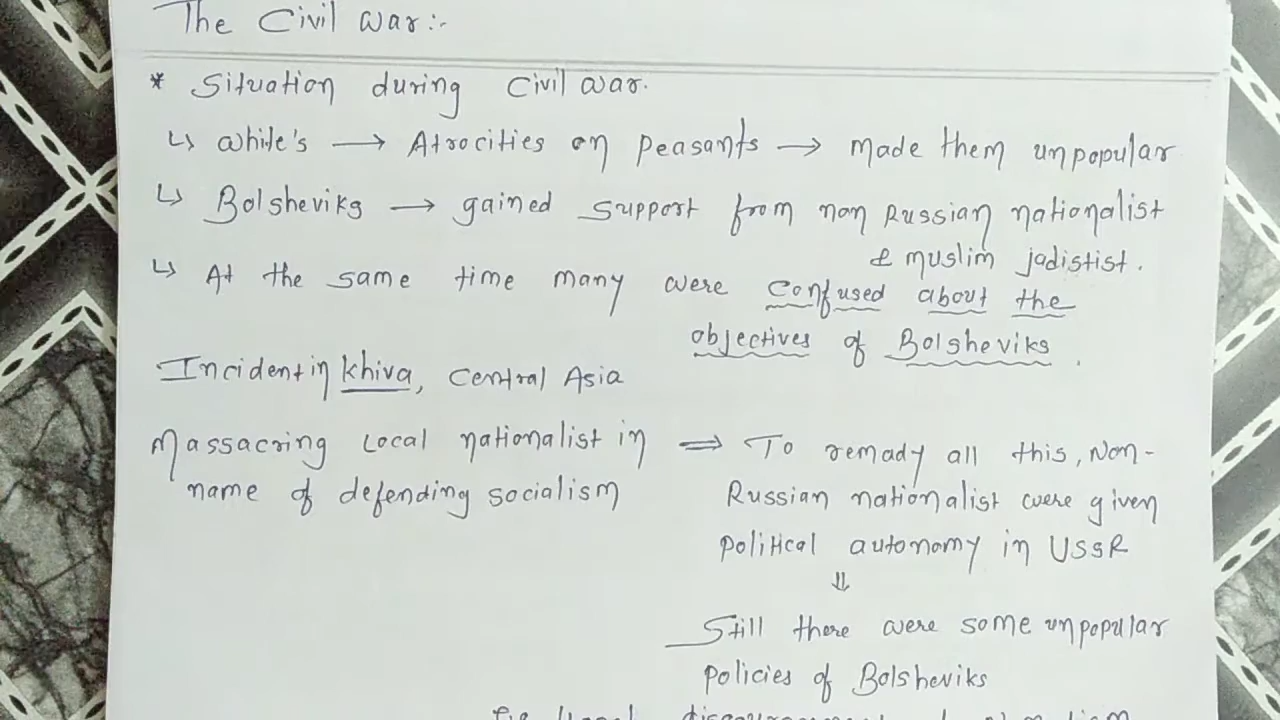 The Civil war:-
* Situation during Civil war.
↳ white's → Atrocities on peasants → made them unpopular
↳ Bolsheviks → gained support from non Russian nationalist
& muslim jadistist.
↳ At the same time many were confused about the
objectives of Bolsheviks.
Incident in Khiva, Central Asia
Massacring Local nationalist in
name of defending socialism
⇒ To remady all this, Non-
Russian nationalist were given
political autonomy in USSR
⇓
Still there were some unpopular
policies of Bolsheviks